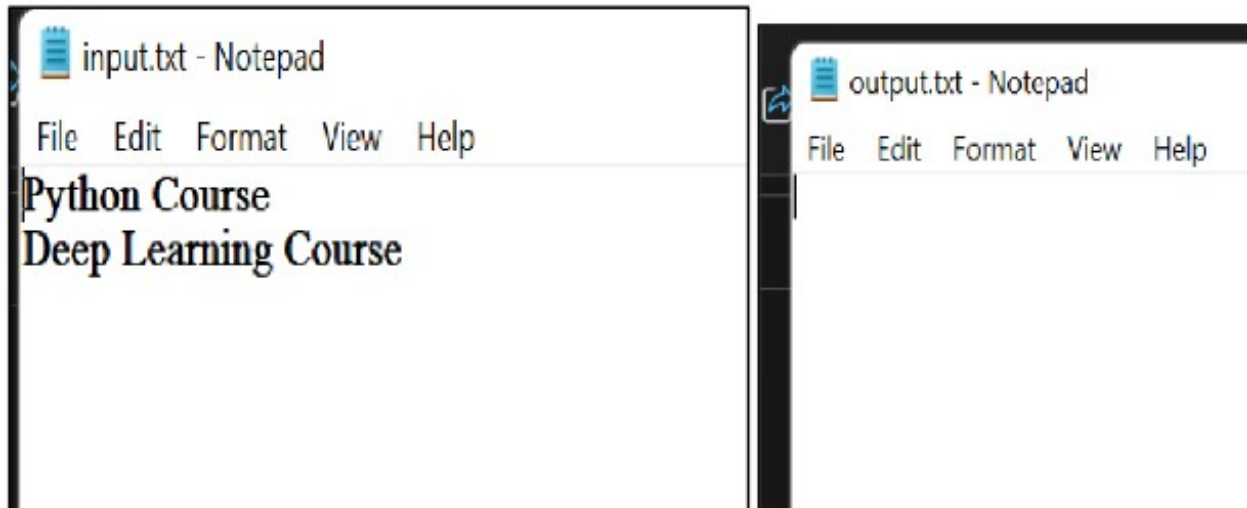 input.txt - Notepad
File Edit Format View Help
Python Course
Deep Learning Course
output.txt - Notepad
File Edit Format View Help